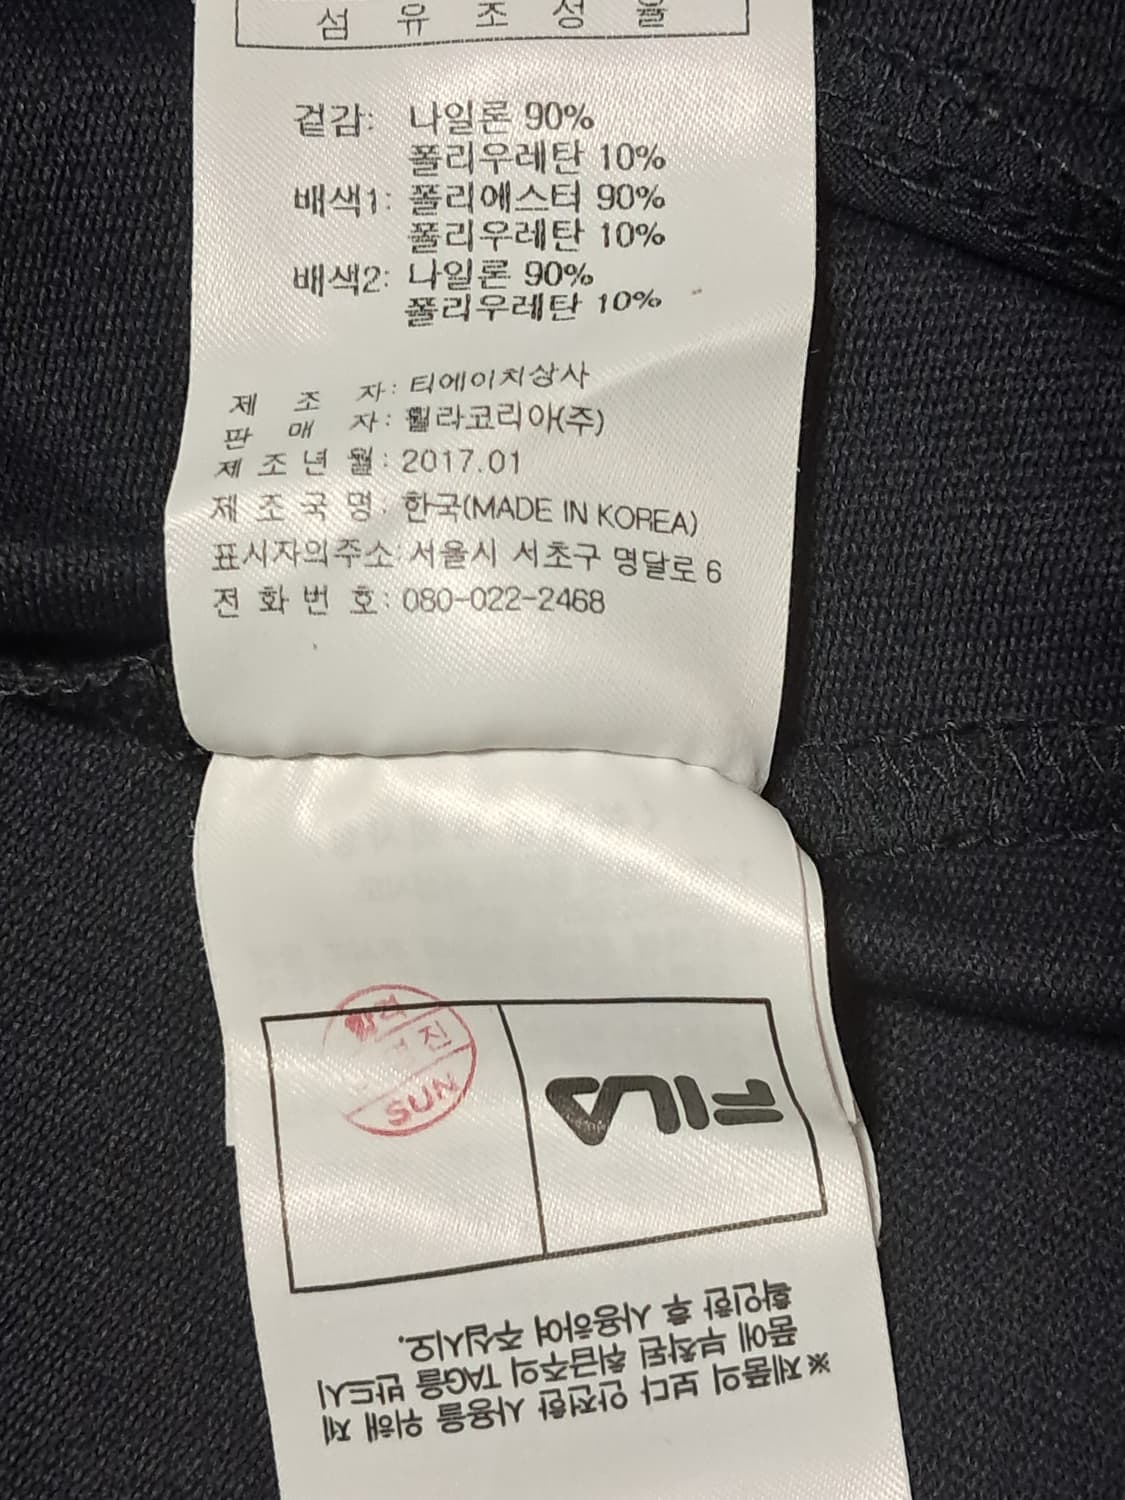 섬 유 조 성 율
겉감: 나일론 90%
폴리우레탄 10%
배색1: 폴리에스터 90%
폴리우레탄 10%
배색2: 나일론 90%
폴리우레탄 10%
제 조 자: 티에이치상사
판 매 자: 휠라코리아(주)
제 조 년 월: 2017.01
제 조 국 명: 한국(MADE IN KOREA)
표시자의주소: 서울시 서초구 명달로 6
전 화 번 호: 080-022-2468
진
SUN
FILA
※제품의 보다 안전한 사용을 위해 제
품에 부착된 취급주의 TAG을 반드시
확인한 후 사용하여 주십시오.